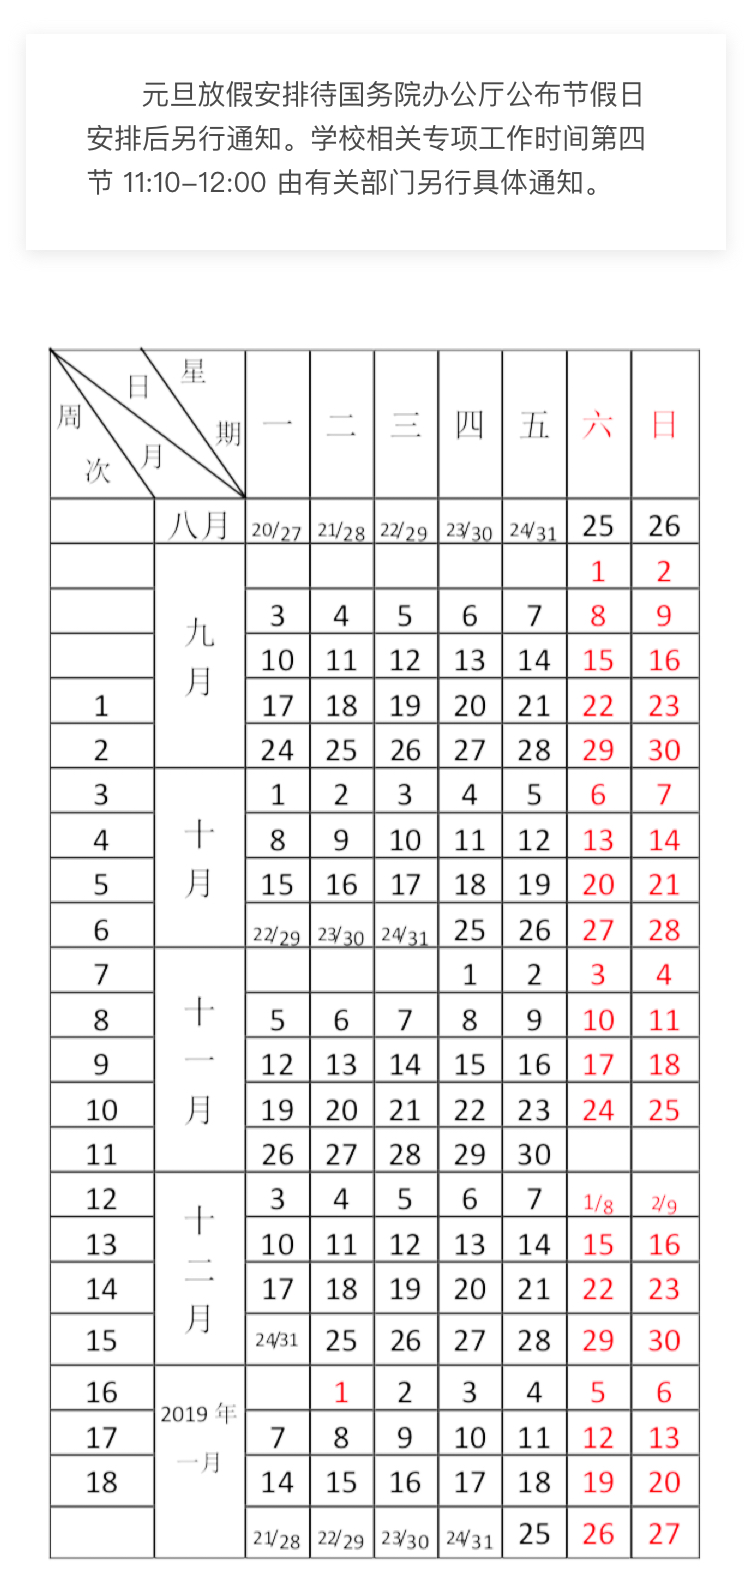 元旦放假安排待国务院办公厅公布节假日
安排后另行通知。学校相关专项工作时间第四
节 11:10-12:00 由有关部门另行具体通知。
周次 月 日 星期 一 二 三 四 五 六 日
八月 20/27 21/28 22/29 23/30 24/31 25 26
九月 1 2
3 4 5 6 7 8 9
10 11 12 13 14 15 16
1 17 18 19 20 21 22 23
2 24 25 26 27 28 29 30
3 十月 1 2 3 4 5 6 7
4 8 9 10 11 12 13 14
5 15 16 17 18 19 20 21
6 22/29 23/30 24/31 25 26 27 28
7 十一月 1 2 3 4
8 5 6 7 8 9 10 11
9 12 13 14 15 16 17 18
10 19 20 21 22 23 24 25
11 26 27 28 29 30
12 十二月 3 4 5 6 7 1/8 2/9
13 10 11 12 13 14 15 16
14 17 18 19 20 21 22 23
15 24/31 25 26 27 28 29 30
16 2019年一月 1 2 3 4 5 6
17 7 8 9 10 11 12 13
18 14 15 16 17 18 19 20
21/28 22/29 23/30 24/31 25 26 27